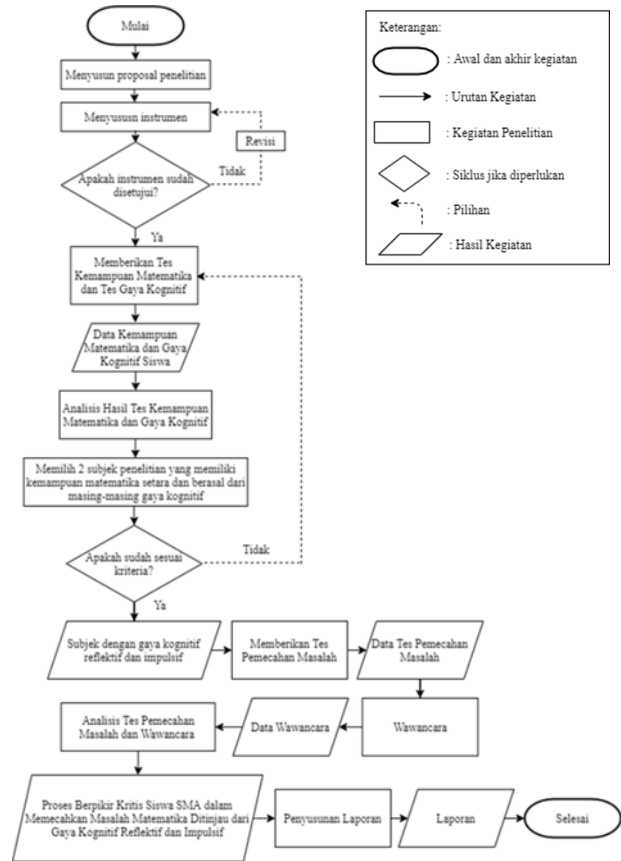 Mulai
Menyusun proposal penelitian
Menyususn instrumen
Revisi
Apakah instrumen sudah
disetujui?
Tidak
Ya
Memberikan Tes
Kemampuan Matematika
dan Tes Gaya Kognitif
Data Kemampuan
Matematika dan Gaya
Kognitif Siswa
Analisis Hasil Tes Kemampuan
Matematika dan Gaya Kognitif
Memilih 2 subjek penelitian yang memiliki
kemampuan matematika setara dan berasal dari
masing-masing gaya kognitif
Apakah sudah sesuai
kriteria?
Tidak
Ya
Subjek dengan gaya kognitif
reflektif dan impulsif
Memberikan Tes
Pemecahan Masalah
Data Tes Pemecahan
Masalah
Analisis Tes Pemecahan
Masalah dan Wawancara
Data Wawancara
Wawancara
Proses Berpikir Kritis Siswa SMA dalam
Memecahkan Masalah Matematika Ditinjau dari
Gaya Kognitif Reflektif dan Impulsif
Penyusunan Laporan
Laporan
Selesai
Keterangan:
: Awal dan akhir kegiatan
: Urutan Kegiatan
: Kegiatan Penelitian
: Siklus jika diperlukan
: Pilihan
: Hasil Kegiatan